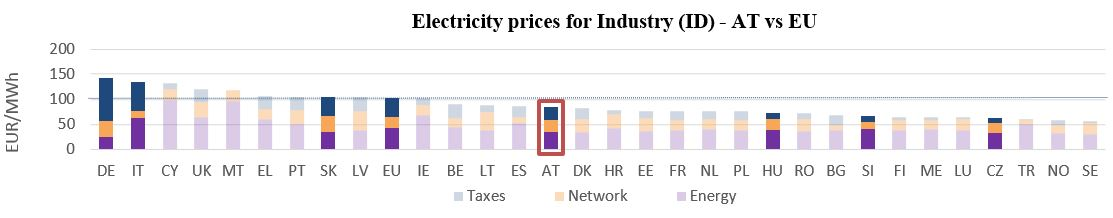 Electricity prices for Industry (ID) - AT vs EU
EUR/MWh
200
150
100
50
0
DE IT CY UK MT EL PT SK LV EU IE BE LT ES AT DK HR EE FR NL PL HU RO BG SI FI ME LU CZ TR NO SE
Taxes Network Energy